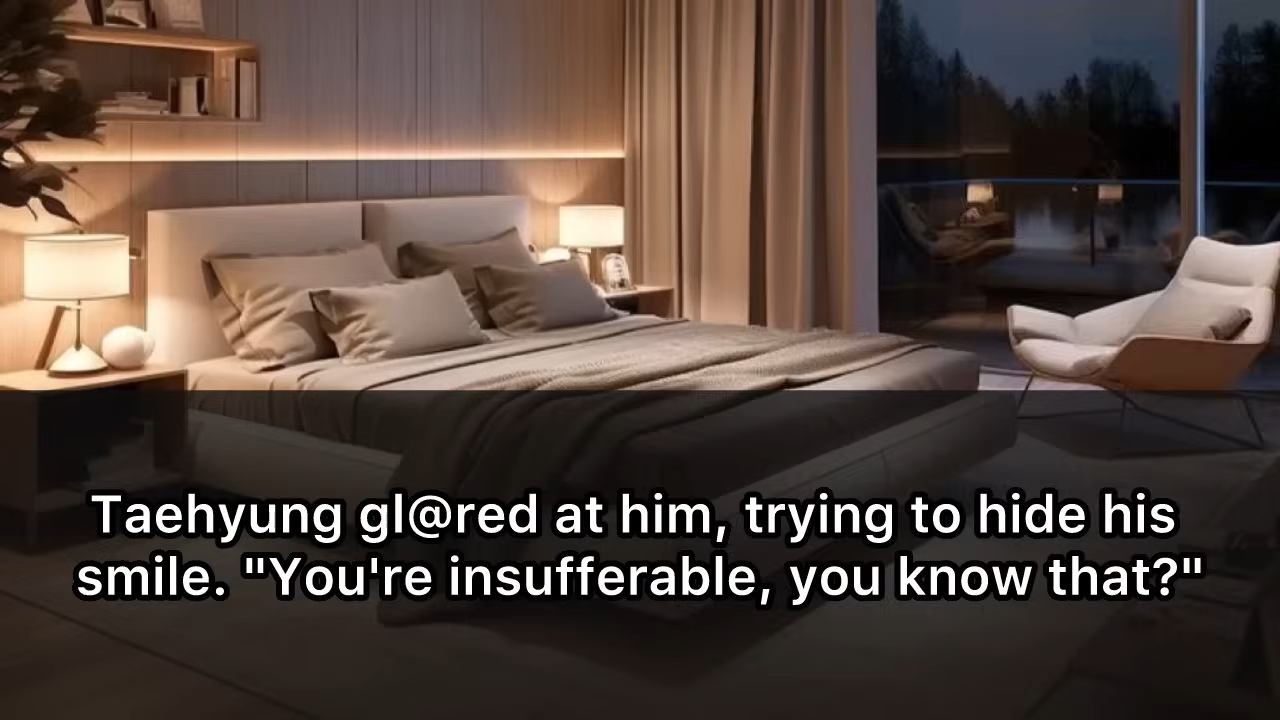 Taehyung gl@red at him, trying to hide his
smile. "You're insufferable, you know that?"